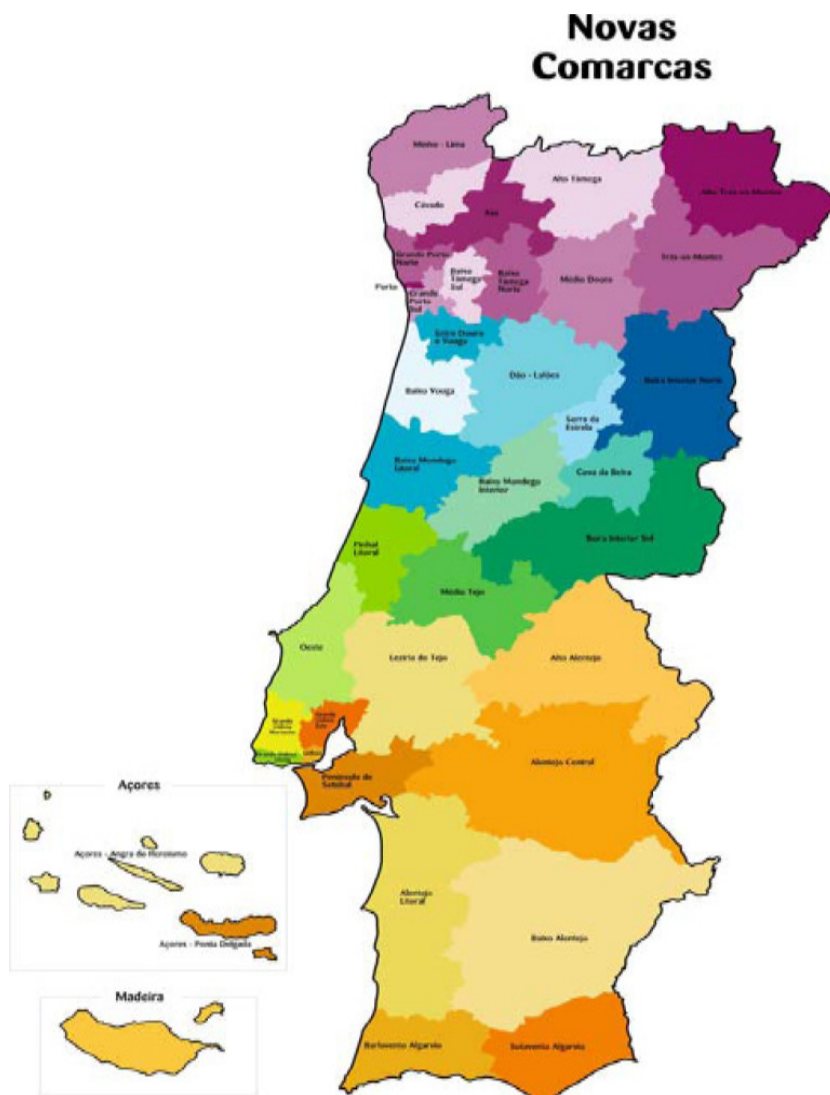 Novas
Comarcas
Minho - Lima
Alto Tâmega
Alto Trás-os-Montes
Cávado
Ave
Grande Porto
Norte
Baixo
Tâmega
Sul
Baixo
Tâmega
Norte
Médio Douro
Trás-os-Montes
Porto
Grande
Porto
Sul
Entre Douro
e Vouga
Baixo Vouga
Dão - Lafões
Beira Interior Norte
Serra da
Estrela
Baixo Mondego
Litoral
Baixo Mondego
Interior
Cova da Beira
Pinhal
Litoral
Beira Interior Sul
Médio Tejo
Oeste
Lezíria do Tejo
Alto Alentejo
Grande
Lisboa
Grande
Lisboa
Lisboa
Península de
Setúbal
Alentejo Central
Açores
Açores - Angra do Heroísmo
Açores - Ponta Delgada
Alentejo
Litoral
Baixo Alentejo
Madeira
Barlavento Algarvio
Sotavento Algarvio